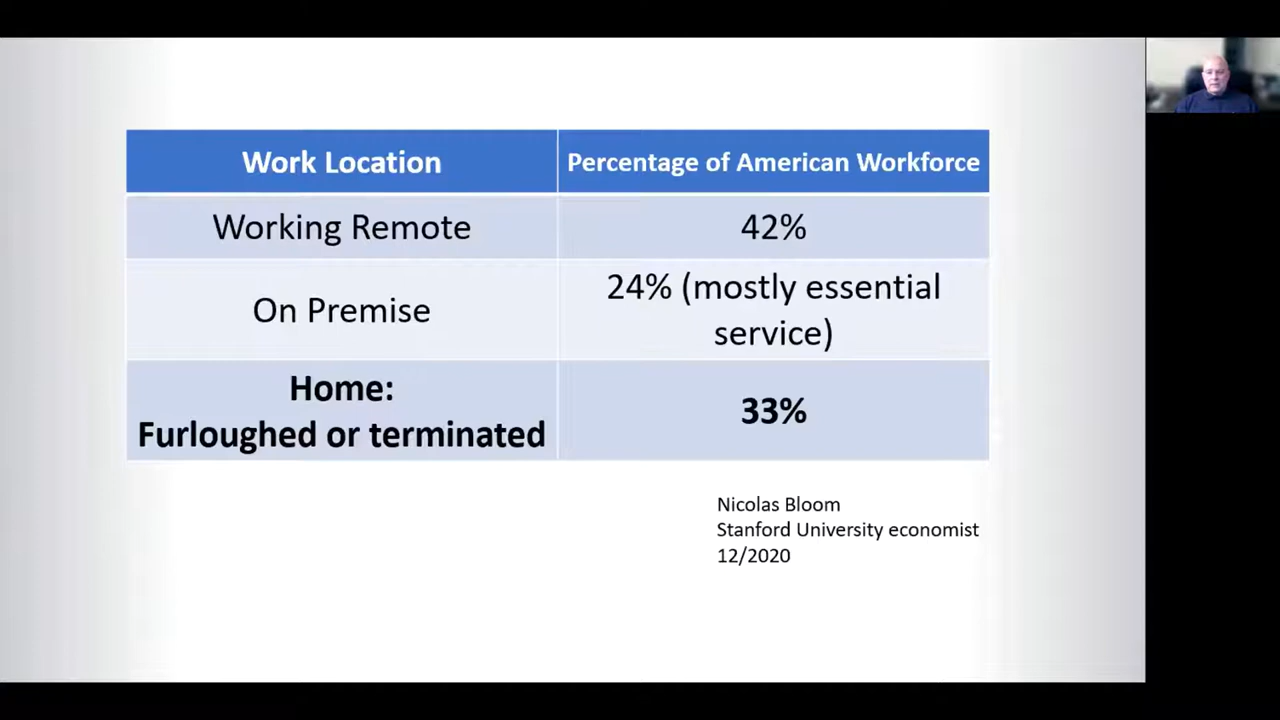 Work Location
Percentage of American Workforce
Working Remote
42%
On Premise
24% (mostly essential
service)
Home:
Furloughed or terminated
33%
Nicolas Bloom
Stanford University economist
12/2020